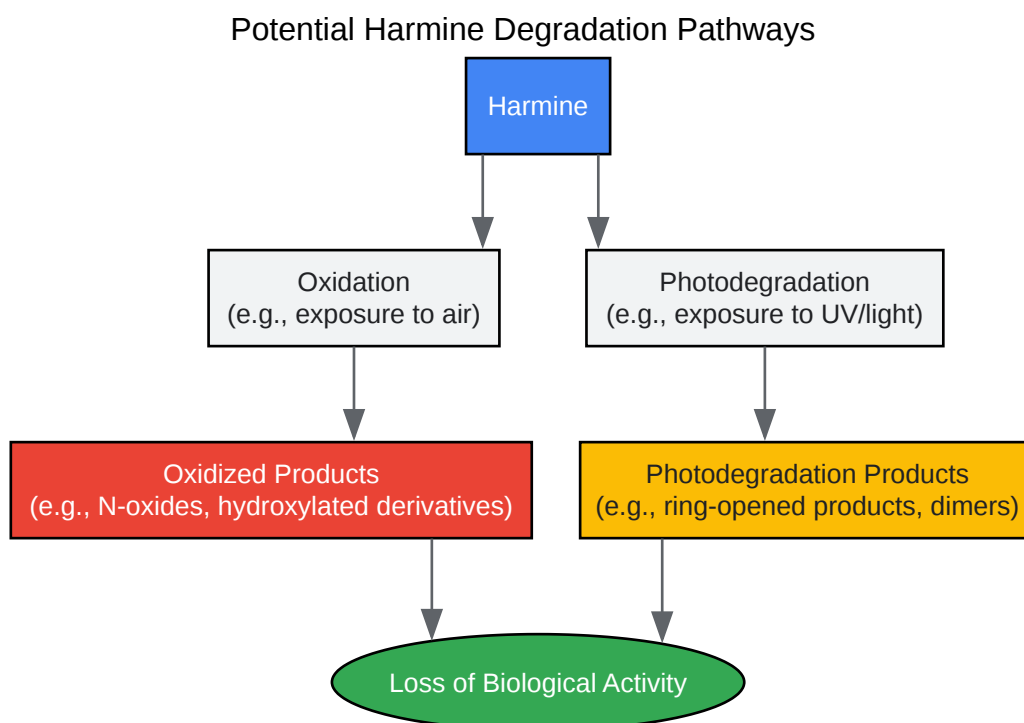 Potential Harmine Degradation Pathways
Harmine
Oxidation
(e.g., exposure to air)
Photodegradation
(e.g., exposure to UV/light)
Oxidized Products
(e.g., N-oxides, hydroxylated derivatives)
Photodegradation Products
(e.g., ring-opened products, dimers)
Loss of Biological Activity